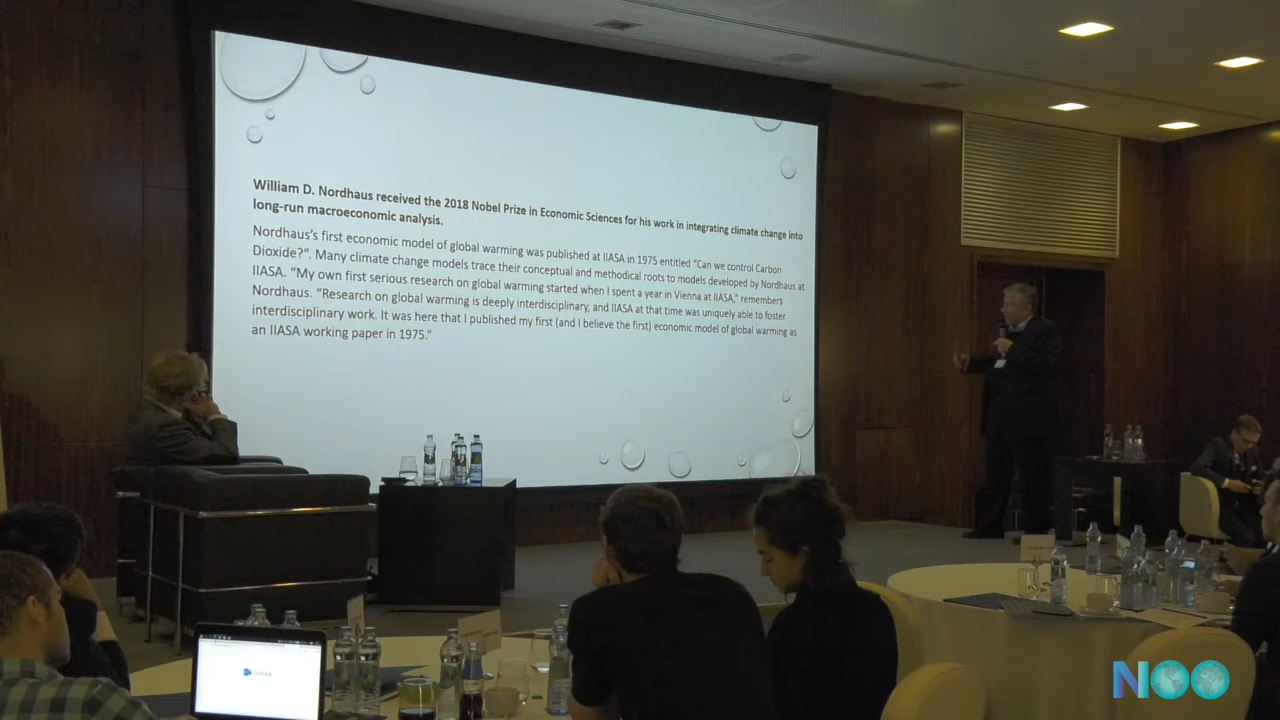 William D. Nordhaus received the 2018 Nobel Prize in Economic Sciences for his work in integrating climate change into
long-run macroeconomic analysis.
Nordhaus's first economic model of global warming was published at IIASA in 1975 entitled "Can we control Carbon
Dioxide?". Many climate change models trace their conceptual and methodical roots to models developed by Nordhaus at
IIASA. "My own first serious research on global warming started when I spent a year in Vienna at IIASA," remembers
Nordhaus. "Research on global warming is deeply interdisciplinary, and IIASA at that time was uniquely able to foster
interdisciplinary work. It was here that I published my first (and I believe the first) economic model of global warming as
an IIASA working paper in 1975."
Outlook
NOO